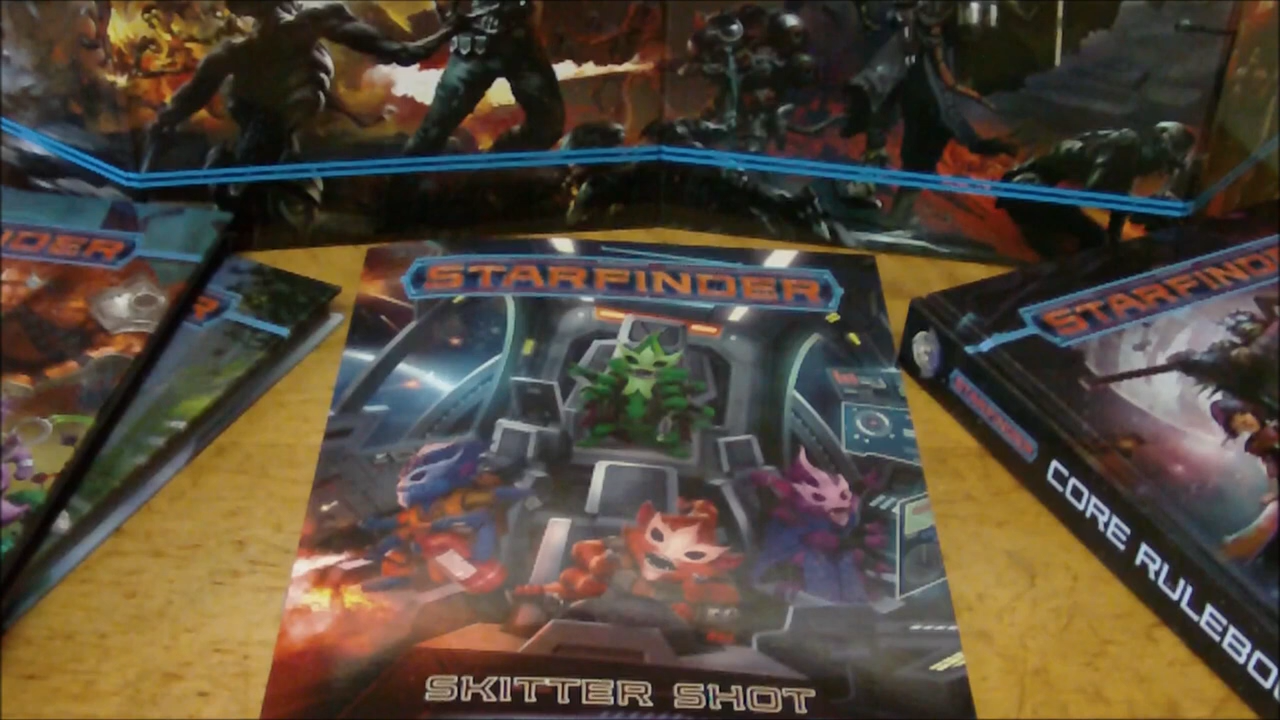 STARFINDER
SKITTER SHOT
STARFINDER
STARFINDER
CORE RULEBO